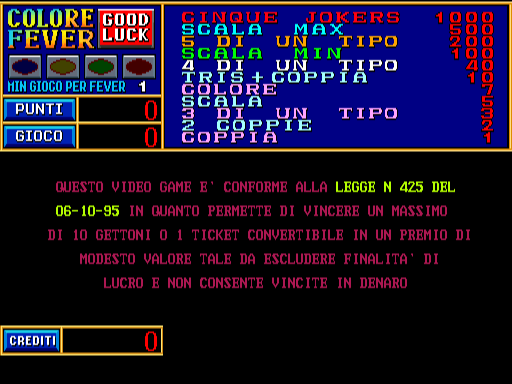 COLORE
FEVER
GOOD
LUCK
MIN GIOCO PER FEVER 1
PUNTI 0
GIOCO 0
CINQUE JOKERS 1000
SCALA MAX 500
5 DI UN TIPO 200
SCALA MIN 100
4 DI UN TIPO 40
TRIS+COPPIA 10
COLORE 7
SCALA 5
3 DI UN TIPO 3
2 COPPIE 2
COPPIA 1
QUESTO VIDEO GAME E' CONFORME ALLA LEGGE N 425 DEL
06-10-95 IN QUANTO PERMETTE DI VINCERE UN MASSIMO
DI 10 GETTONI O 1 TICKET CONVERTIBILE IN UN PREMIO DI
MODESTO VALORE TALE DA ESCLUDERE FINALITA' DI
LUCRO E NON CONSENTE VINCITE IN DENARO
CREDITI 0